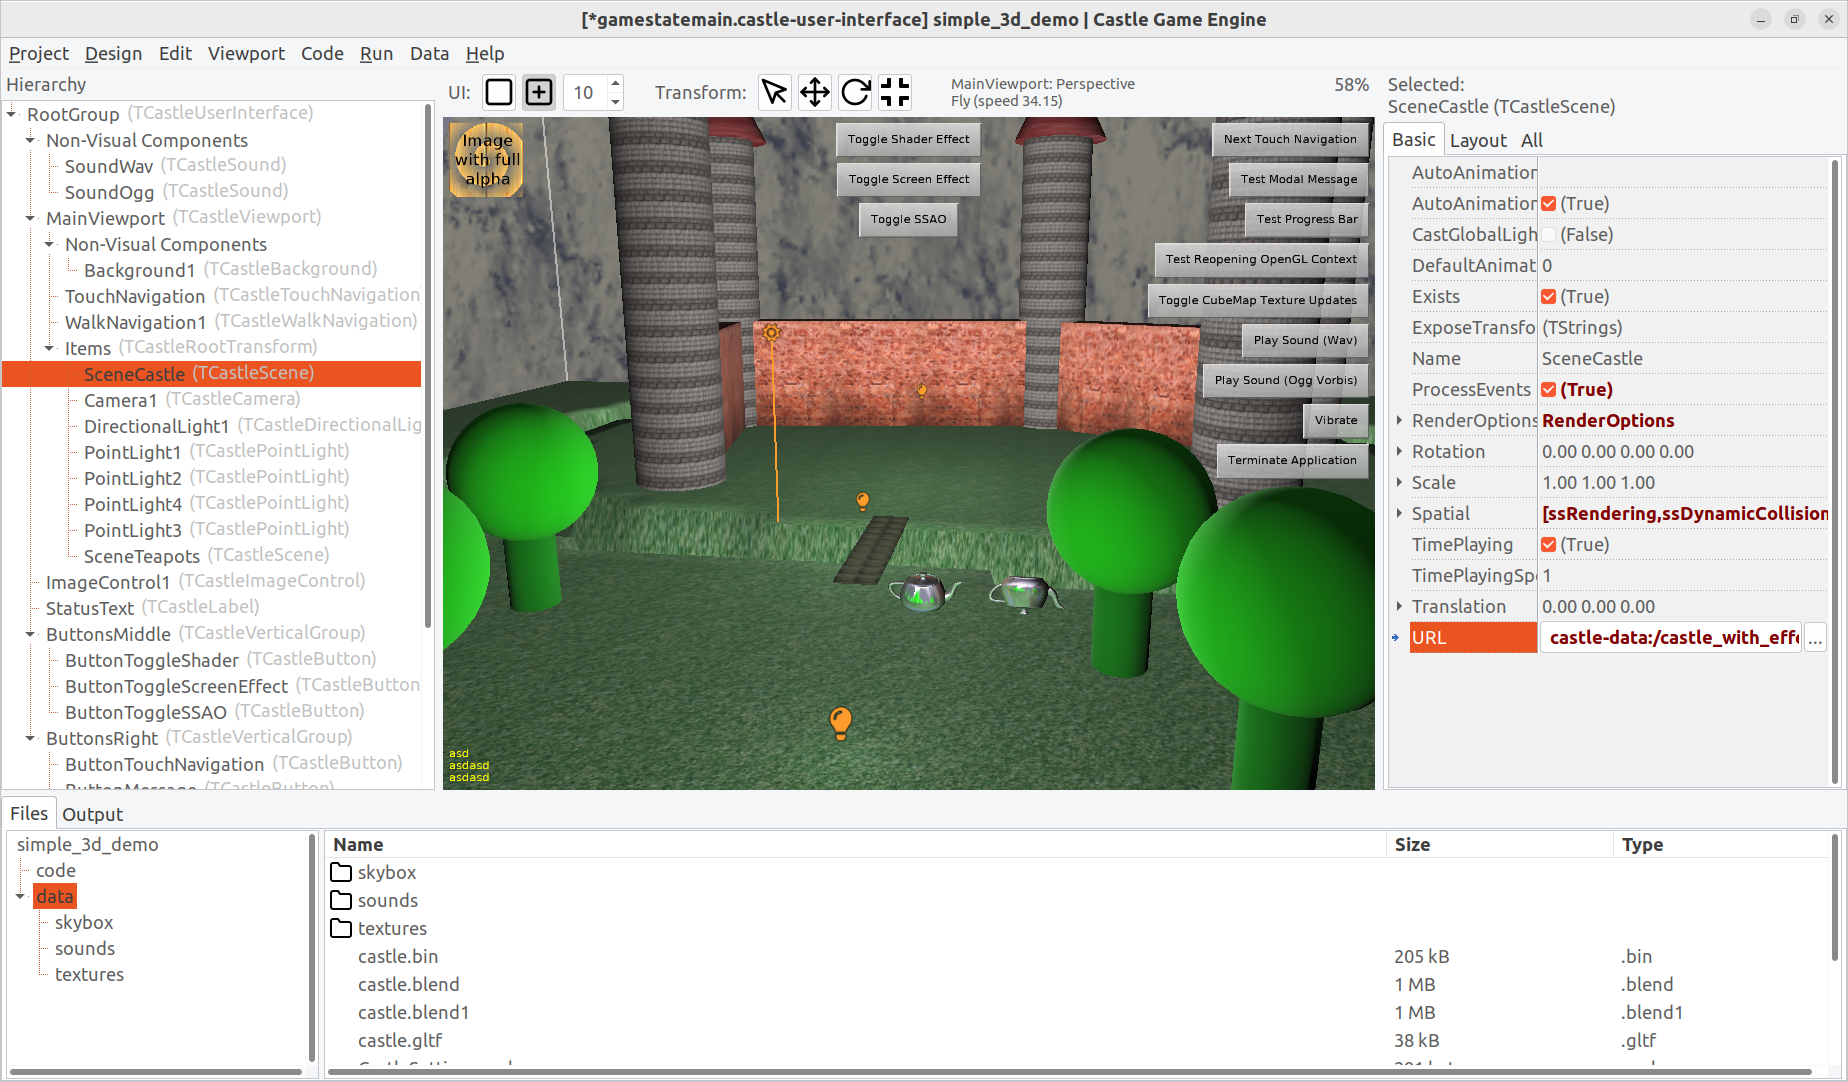 [*gamestatemain.castle-user-interface] simple_3d_demo | Castle Game Engine
Project Design Edit Viewport Code Run Data Help
Hierarchy
RootGroup (TCastleUserInterface)
Non-Visual Components
SoundWav (TCastleSound)
SoundOgg (TCastleSound)
MainViewport (TCastleViewport)
Non-Visual Components
Background1 (TCastleBackground)
TouchNavigation (TCastleTouchNavigation
WalkNavigation1 (TCastleWalkNavigation)
Items (TCastleRootTransform)
SceneCastle (TCastleScene)
Camera1 (TCastleCamera)
DirectionalLight1 (TCastleDirectionalLig
PointLight1 (TCastlePointLight)
PointLight2 (TCastlePointLight)
PointLight4 (TCastlePointLight)
PointLight3 (TCastlePointLight)
SceneTeapots (TCastleScene)
ImageControl1 (TCastleImageControl)
StatusText (TCastleLabel)
ButtonsMiddle (TCastleVerticalGroup)
ButtonToggleShader (TCastleButton)
ButtonToggleScreenEffect (TCastleButton
ButtonToggleSSAO (TCastleButton)
ButtonsRight (TCastleVerticalGroup)
ButtonTouchNavigation (TCastleButton)
ButtonMessage (TCastleButton)
UI: 10 Transform:
MainViewport: Perspective
Fly (speed 34.15)
58%
Image
with full
alpha
Toggle Shader Effect
Toggle Screen Effect
Toggle SSAO
Next Touch Navigation
Test Modal Message
Test Progress Bar
Test Reopening OpenGL Context
Toggle CubeMap Texture Updates
Play Sound (Wav)
Play Sound (Ogg Vorbis)
Vibrate
Terminate Application
asd
asdasd
asdasd
Selected:
SceneCastle (TCastleScene)
Basic Layout All
AutoAnimation
AutoAnimation (True)
CastGlobalLigh (False)
DefaultAnimat 0
Exists (True)
ExposeTransfo (TStrings)
Name SceneCastle
ProcessEvents (True)
RenderOptions RenderOptions
Rotation 0.00 0.00 0.00 0.00
Scale 1.00 1.00 1.00
Spatial [ssRendering,ssDynamicCollision
TimePlaying (True)
TimePlayingSpe 1
Translation 0.00 0.00 0.00
URL castle-data:/castle_with_effe ...
Files Output
simple_3d_demo
code
data
skybox
sounds
textures
Name Size Type
skybox
sounds
textures
castle.bin 205 kB .bin
castle.blend 1 MB .blend
castle.blend1 1 MB .blend1
castle.gltf 38 kB .gltf